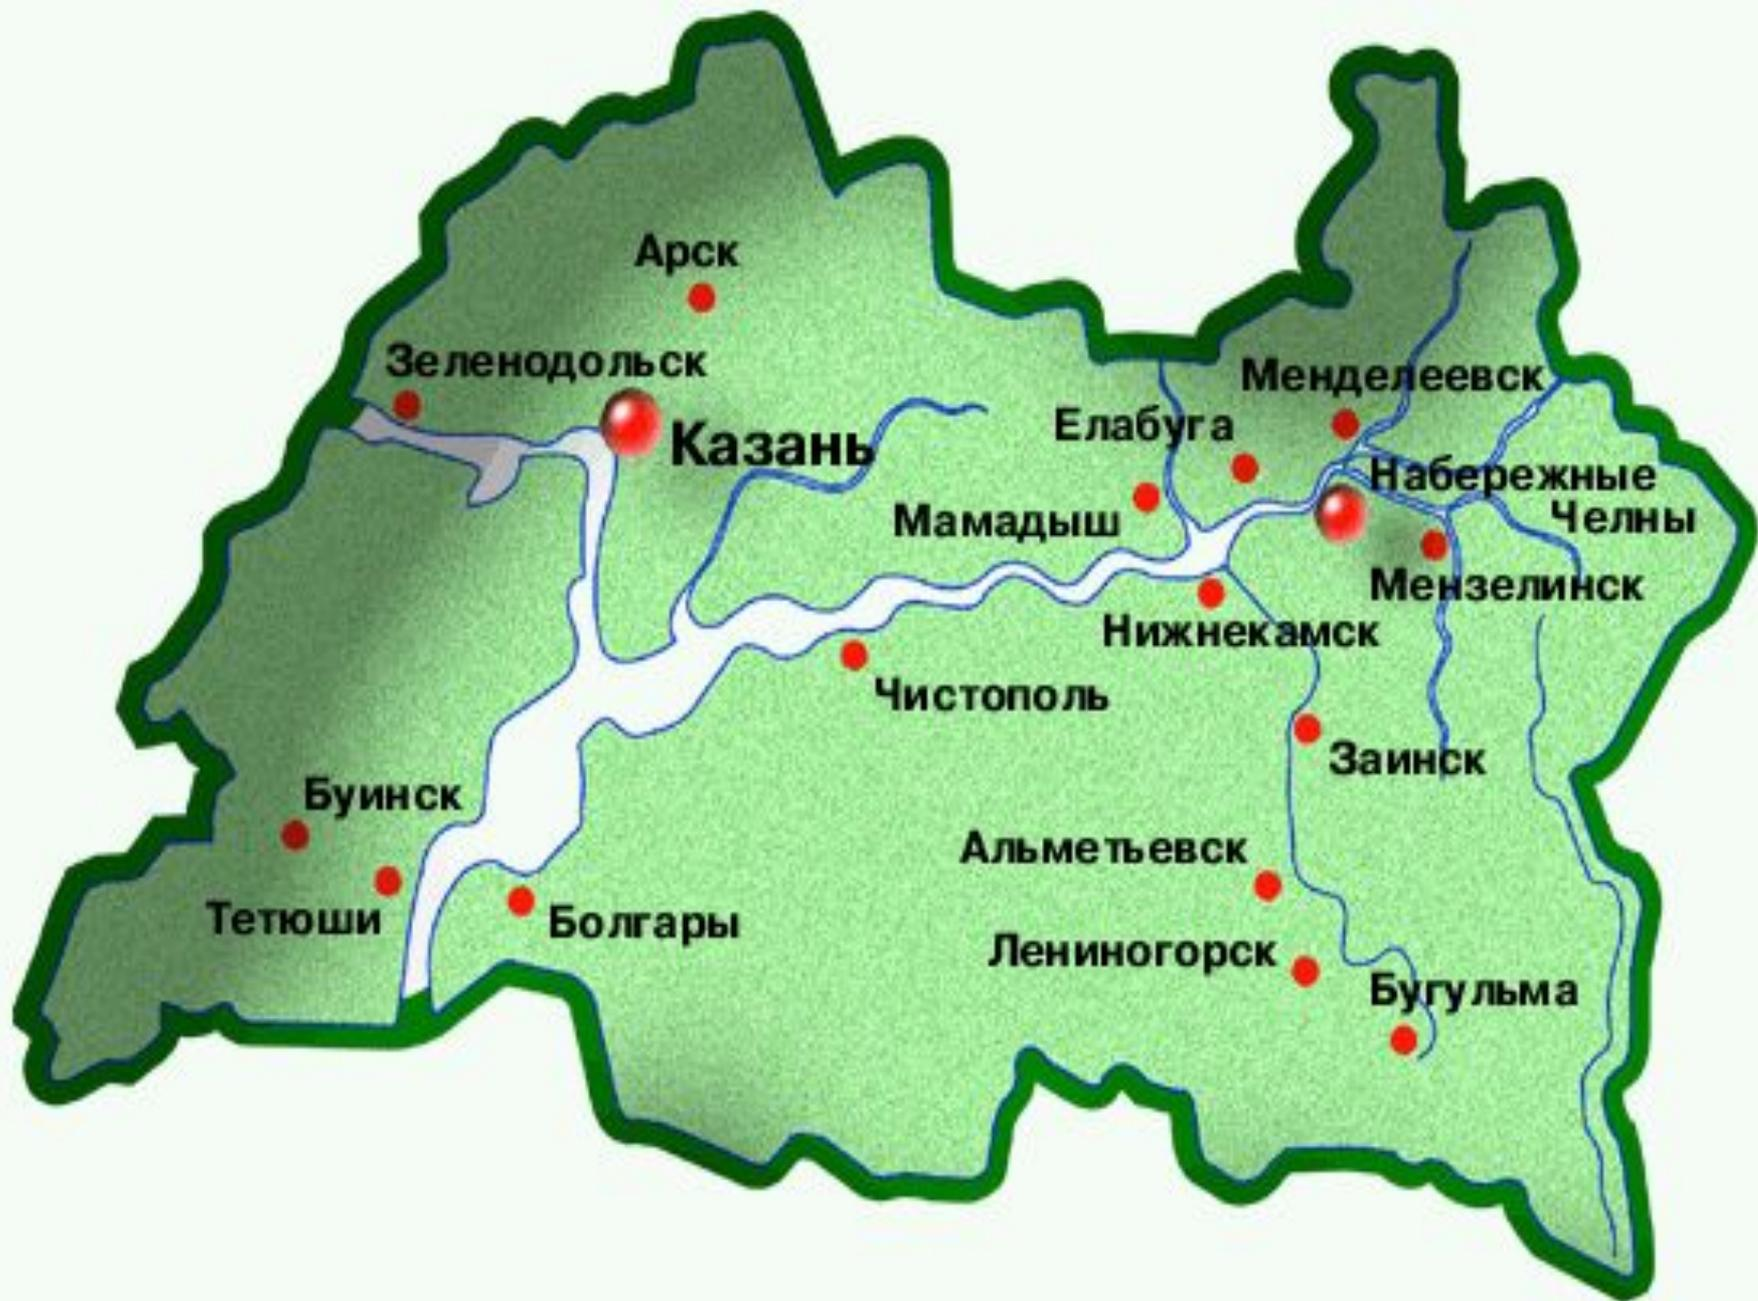 Арск
Зеленодольск
Менделеевск
Елабуга
Казань
Набережные
Челны
Мамадыш
Мензелинск
Нижнекамск
Чистополь
Заинск
Буинск
Альметьевск
Тетюши
Болгары
Лениногорск
Бугульма